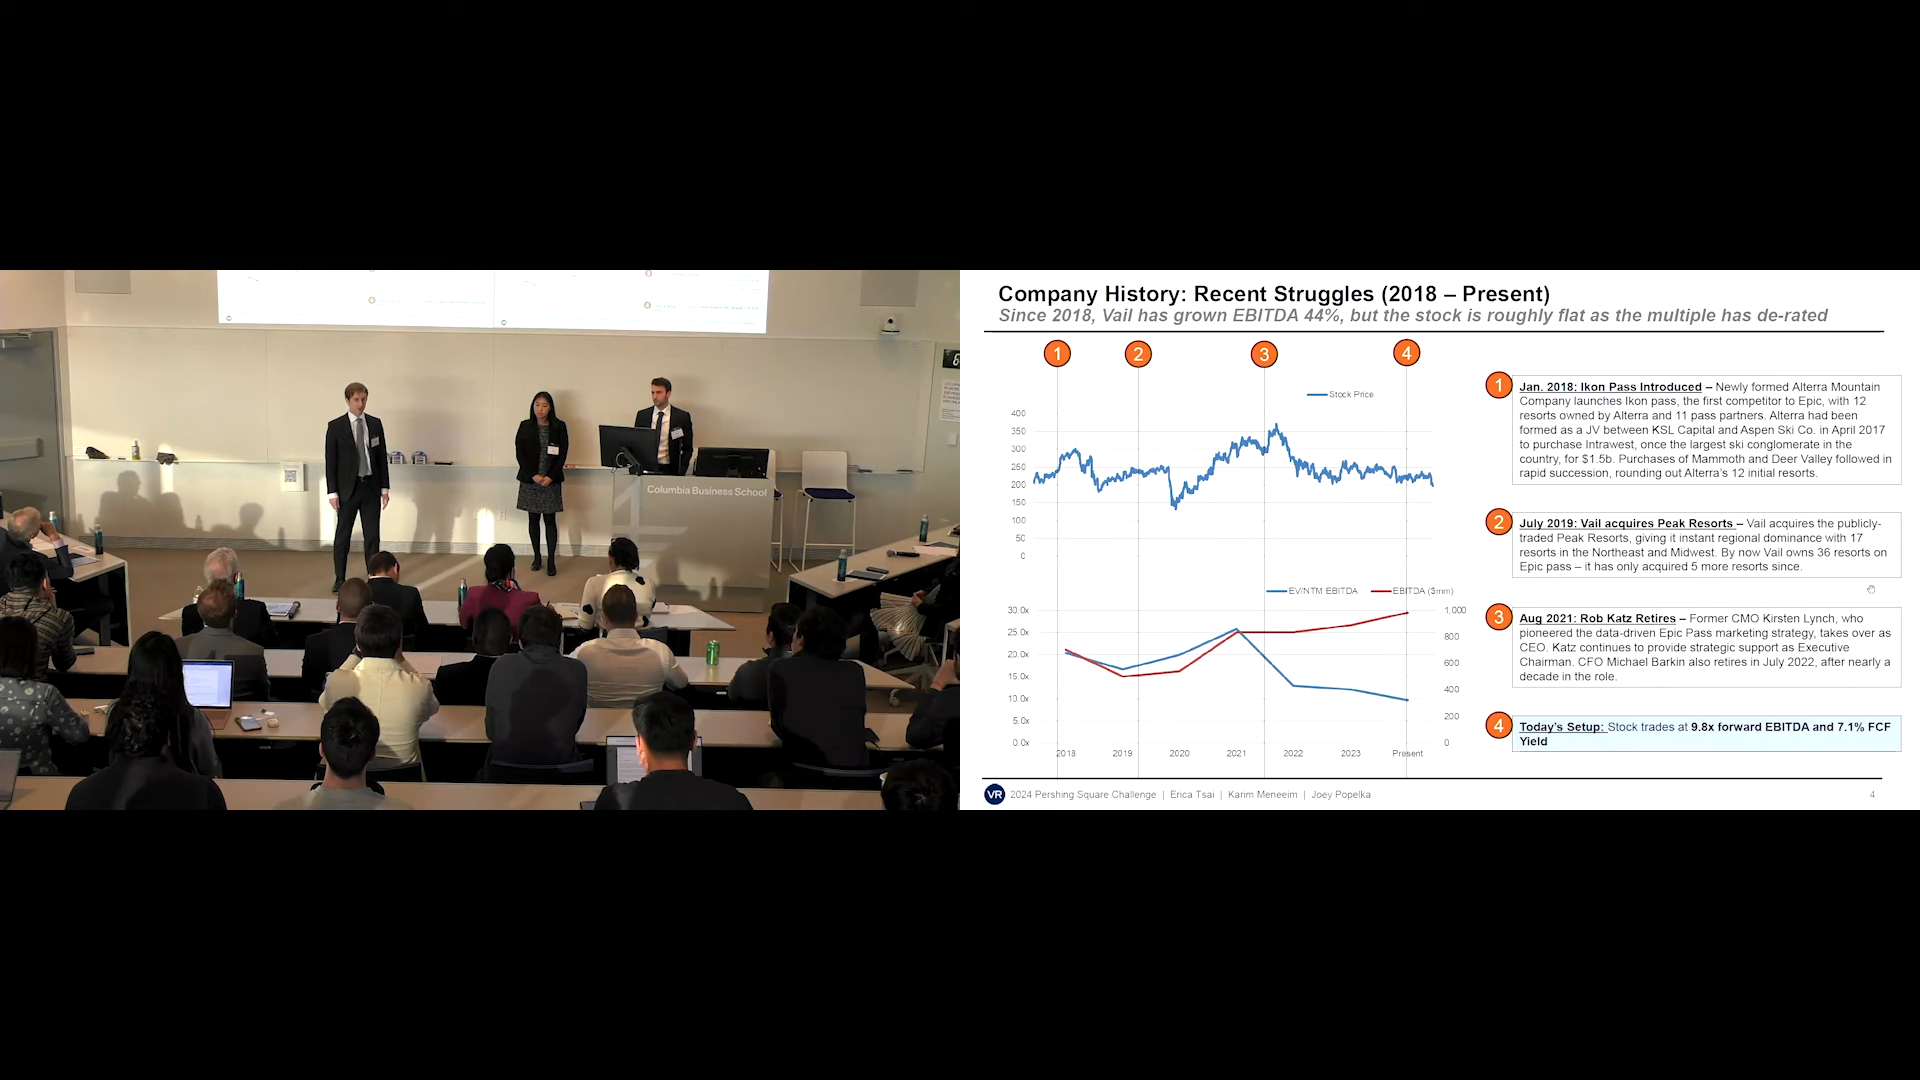 Columbia Business School
Company History: Recent Struggles (2018 – Present)
Since 2018, Vail has grown EBITDA 44%, but the stock is roughly flat as the multiple has de-rated
1
2
3
4
Stock Price
400
350
300
250
200
150
100
50
0
EV/NTM EBITDA
EBITDA ($mm)
30.0x
25.0x
20.0x
15.0x
10.0x
5.0x
0.0x
1,000
800
600
400
200
0
2018
2019
2020
2021
2022
2023
Present
1
Jan. 2018: Ikon Pass Introduced – Newly formed Alterra Mountain
Company launches Ikon pass, the first competitor to Epic, with 12
resorts owned by Alterra and 11 pass partners. Alterra had been
formed as a JV between KSL Capital and Aspen Ski Co. in April 2017
to purchase Intrawest, once the largest ski conglomerate in the
country, for $1.5b. Purchases of Mammoth and Deer Valley followed in
rapid succession, rounding out Alterra's 12 initial resorts.
2
July 2019: Vail acquires Peak Resorts – Vail acquires the publicly-
traded Peak Resorts, giving it instant regional dominance with 17
resorts in the Northeast and Midwest. By now Vail owns 36 resorts on
Epic pass – it has only acquired 5 more resorts since.
3
Aug 2021: Rob Katz Retires – Former CMO Kirsten Lynch, who
pioneered the data-driven Epic Pass marketing strategy, takes over as
CEO. Katz continues to provide strategic support as Executive
Chairman. CFO Michael Barkin also retires in July 2022, after nearly a
decade in the role.
4
Today's Setup: Stock trades at 9.8x forward EBITDA and 7.1% FCF
Yield
VR
2024 Pershing Square Challenge | Erica Tsai | Karim Meneeim | Joey Popelka
4